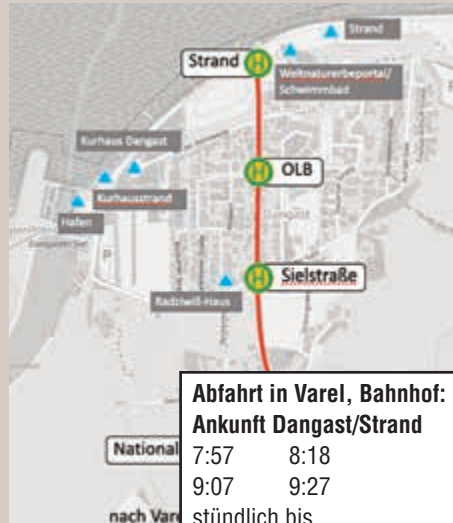 Strand
Strand
Weltnaturerbeportal/
Schwimmbad
Kurhaus Dangast
OLB
Kurhausstrand
Dangast
Hafen
P
Sielstraße
Radziwill-Haus
Abfahrt in Varel, Bahnhof:
Ankunft Dangast/Strand
National
7:57 8:18
9:07 9:27
nach Vare
stündlich bis